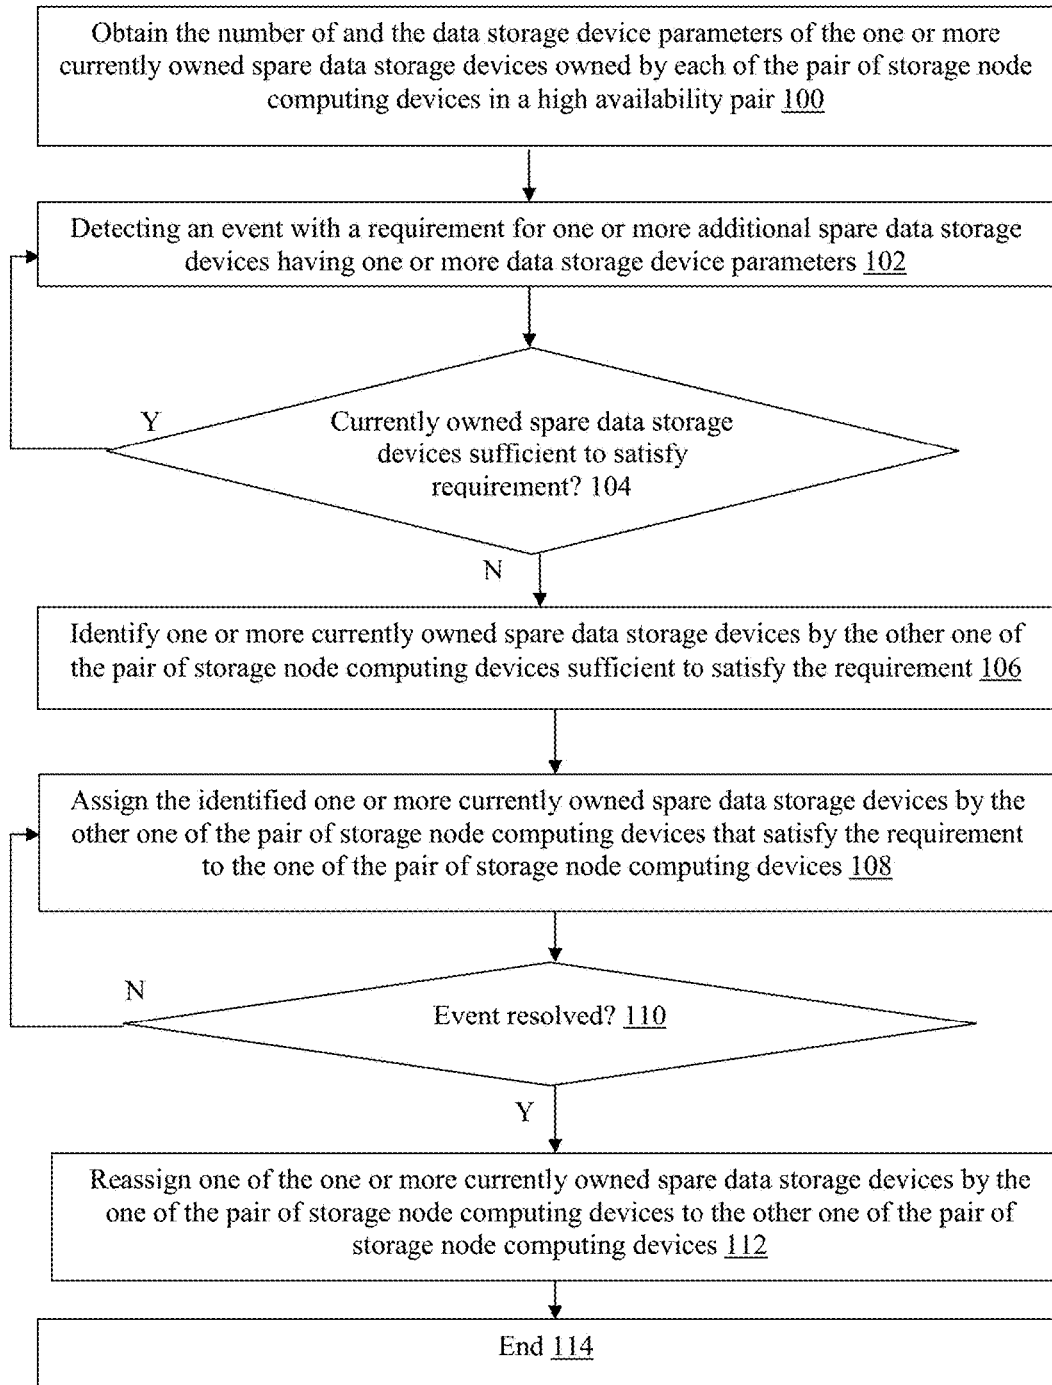 Obtain the number of and the data storage device parameters of the one or more
currently owned spare data storage devices owned by each of the pair of storage node
computing devices in a high availability pair 100
Detecting an event with a requirement for one or more additional spare data storage
devices having one or more data storage device parameters 102
Y
Currently owned spare data storage
devices sufficient to satisfy
requirement? 104
N
Identify one or more currently owned spare data storage devices by the other one of
the pair of storage node computing devices sufficient to satisfy the requirement 106
Assign the identified one or more currently owned spare data storage devices by the
other one of the pair of storage node computing devices that satisfy the requirement
to the one of the pair of storage node computing devices 108
N
Event resolved? 110
Y
Reassign one of the one or more currently owned spare data storage devices by the
one of the pair of storage node computing devices to the other one of the pair of
storage node computing devices 112
End 114